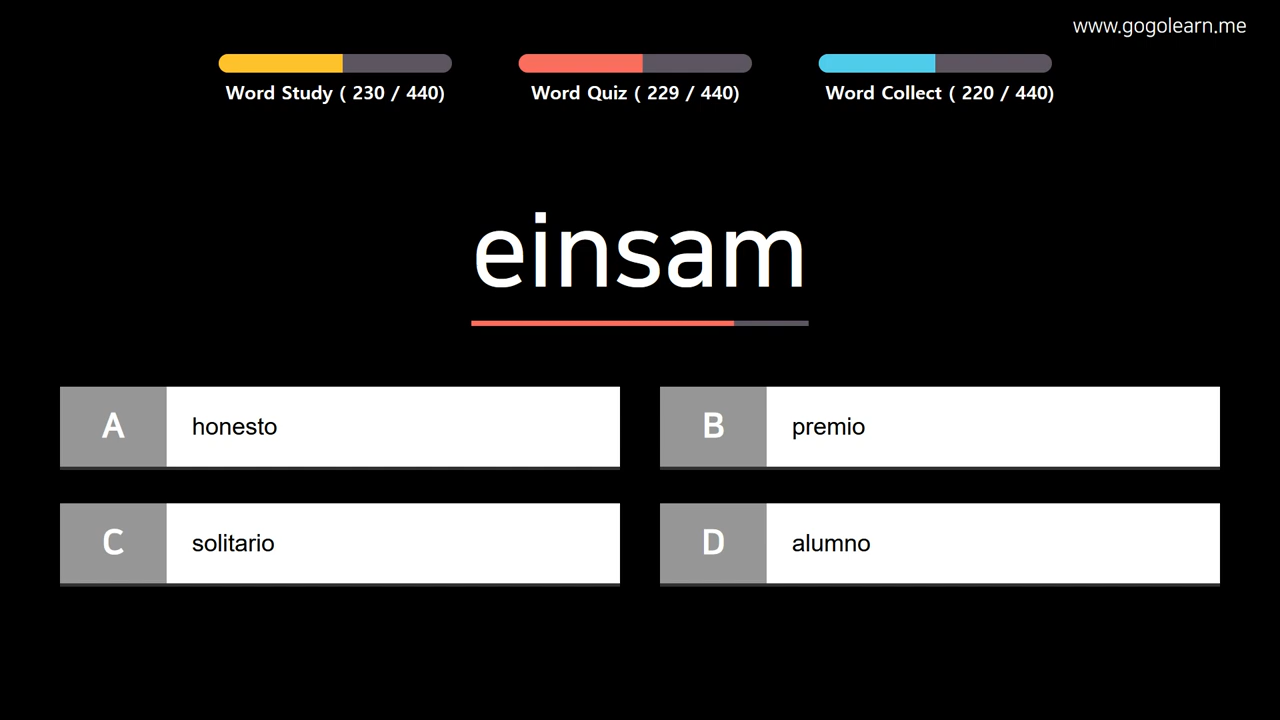 www.gogolearn.me
Word Study ( 230 / 440)
Word Quiz ( 229 / 440)
Word Collect ( 220 / 440)
einsam
A honesto
B premio
C solitario
D alumno